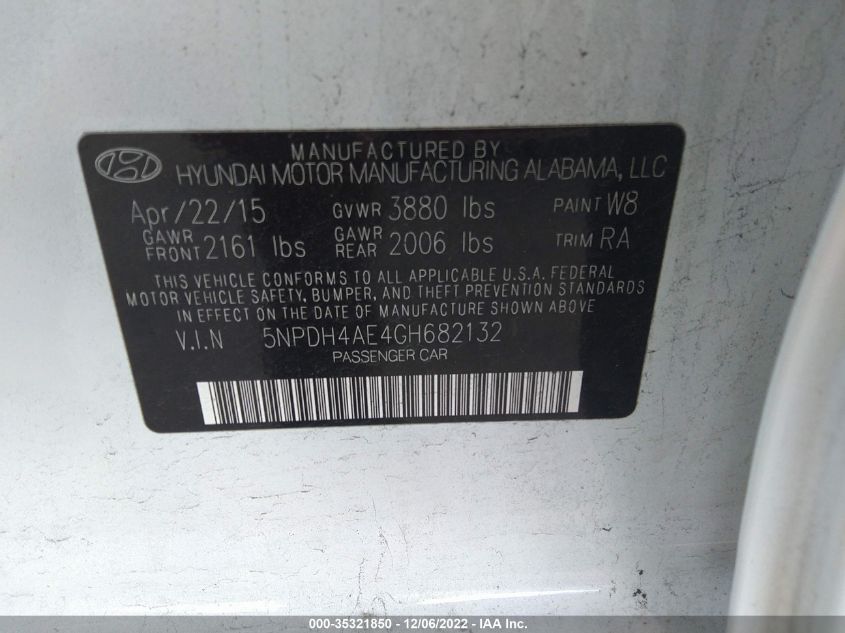 MANUFACTURED BY
HYUNDAI MOTOR MANUFACTURING ALABAMA, LLC
Apr/22/15 GVWR 3880 lbs PAINT W8
GAWR FRONT 2161 lbs GAWR REAR 2006 lbs TRIM RA
THIS VEHICLE CONFORMS TO ALL APPLICABLE U.S.A. FEDERAL
MOTOR VEHICLE SAFETY, BUMPER, AND THEFT PREVENTION STANDARDS
IN EFFECT ON THE DATE OF MANUFACTURE SHOWN ABOVE
V.I.N 5NPDH4AE4GH682132
PASSENGER CAR
000-35321850 - 12/06/2022 - IAA Inc.